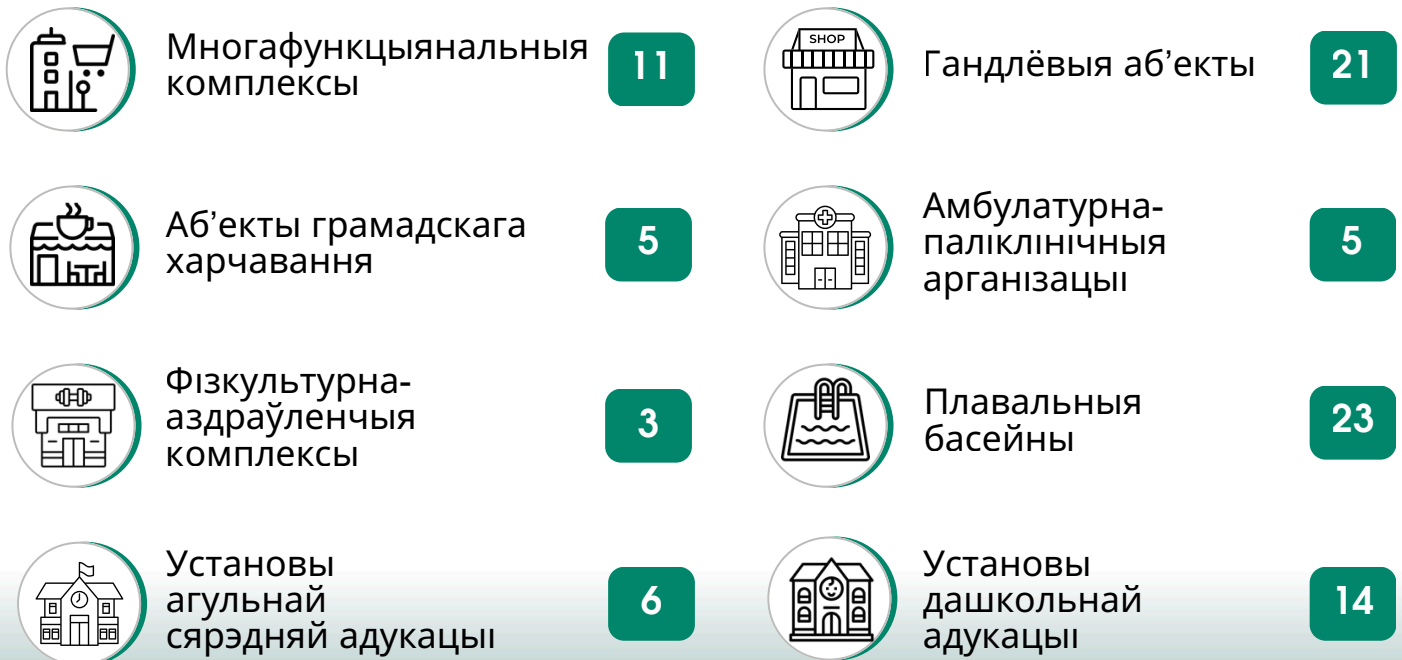 Многафункцыянальныя
комплексы
11
SHOP
Гандлёвыя аб’екты
21
Аб’екты грамадскага
харчавання
5
Амбулатурна-
паліклінічныя
арганізацыі
5
Фізкультурна-
аздраўленчыя
комплексы
3
Плавальныя
басейны
23
Установы
агульнай
сярэдняй адукацыі
6
Установы
дашкольнай
адукацыі
14